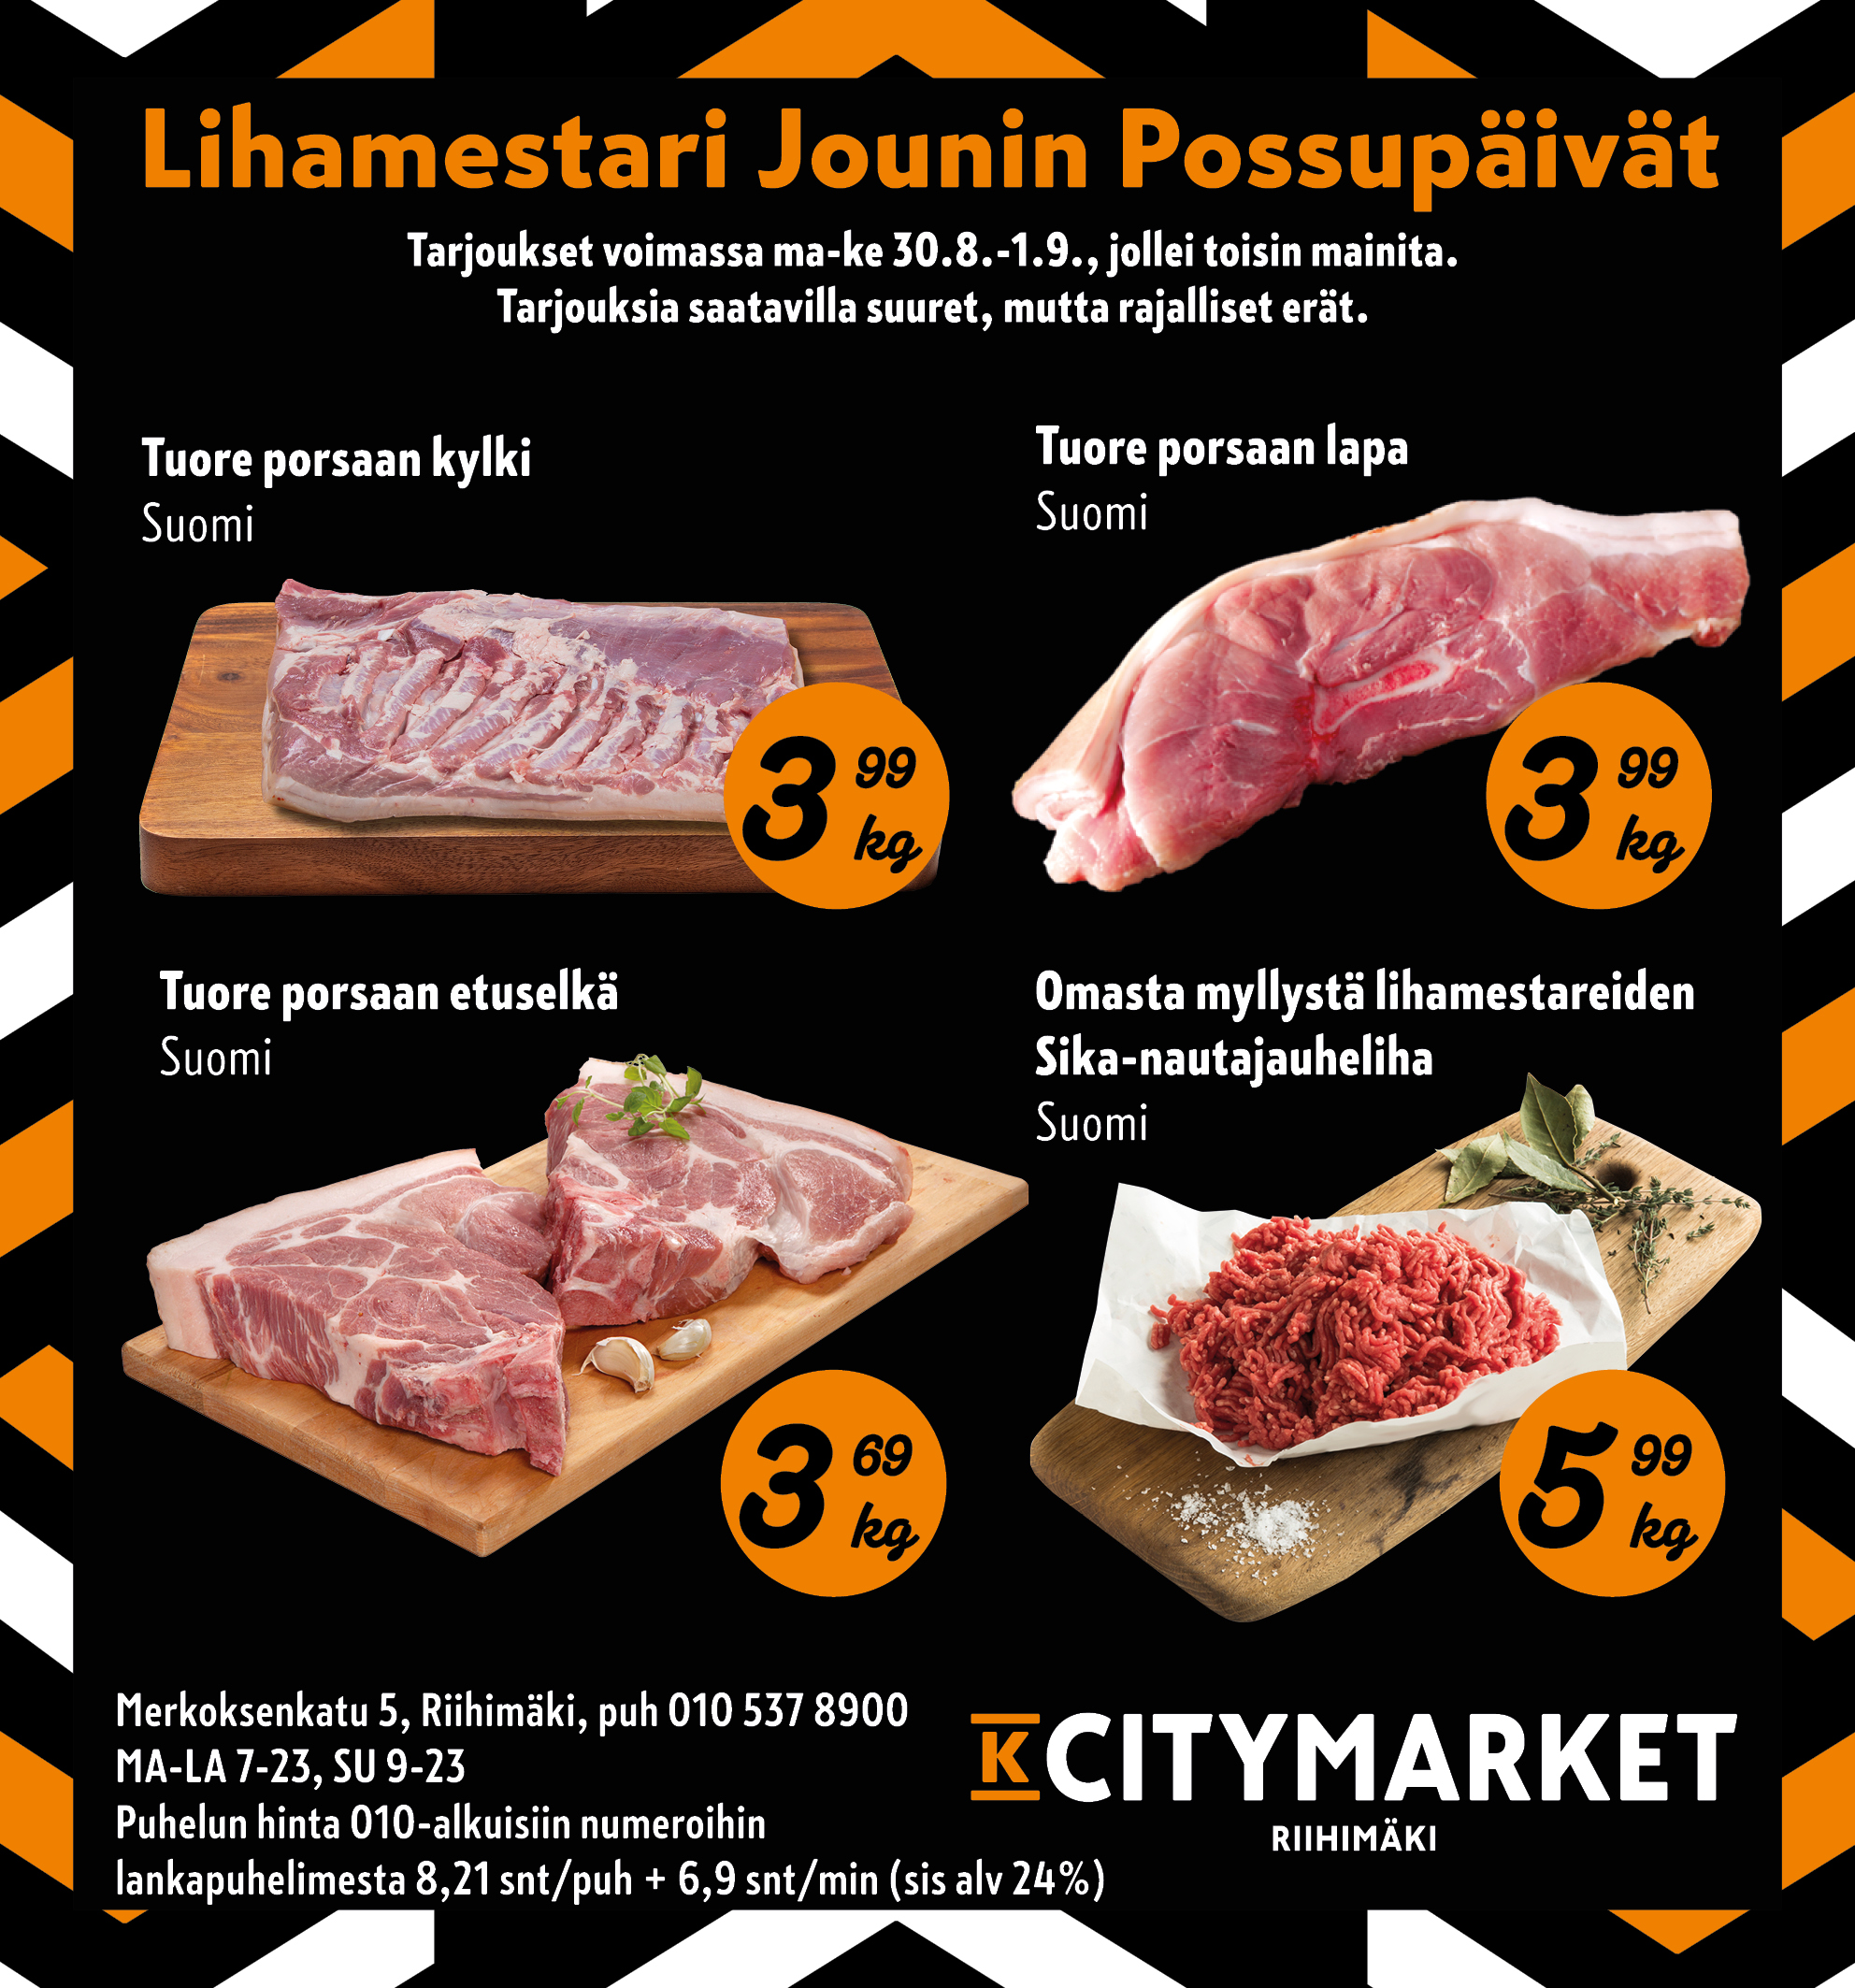 Lihamestari Jounin Possupäivät
Tarjoukset voimassa ma-ke 30.8.-1.9., jollei toisin mainita.
Tarjouksia saatavilla suuret, mutta rajalliset erät.
Tuore porsaan kylki
Suomi
3 99
kg
Tuore porsaan lapa
Suomi
3 99
kg
Tuore porsaan etuselkä
Suomi
3 69
kg
Omasta myllystä lihamestareiden
Sika-nautajauheliha
Suomi
5 99
kg
Merkoksenkatu 5, Riihimäki, puh 010 537 8900
MA-LA 7-23, SU 9-23
Puhelun hinta 010-alkuisiin numeroihin
lankapuhelimesta 8,21 snt/puh + 6,9 snt/min (sis alv 24%)
K CITYMARKET
RIIHIMÄKI